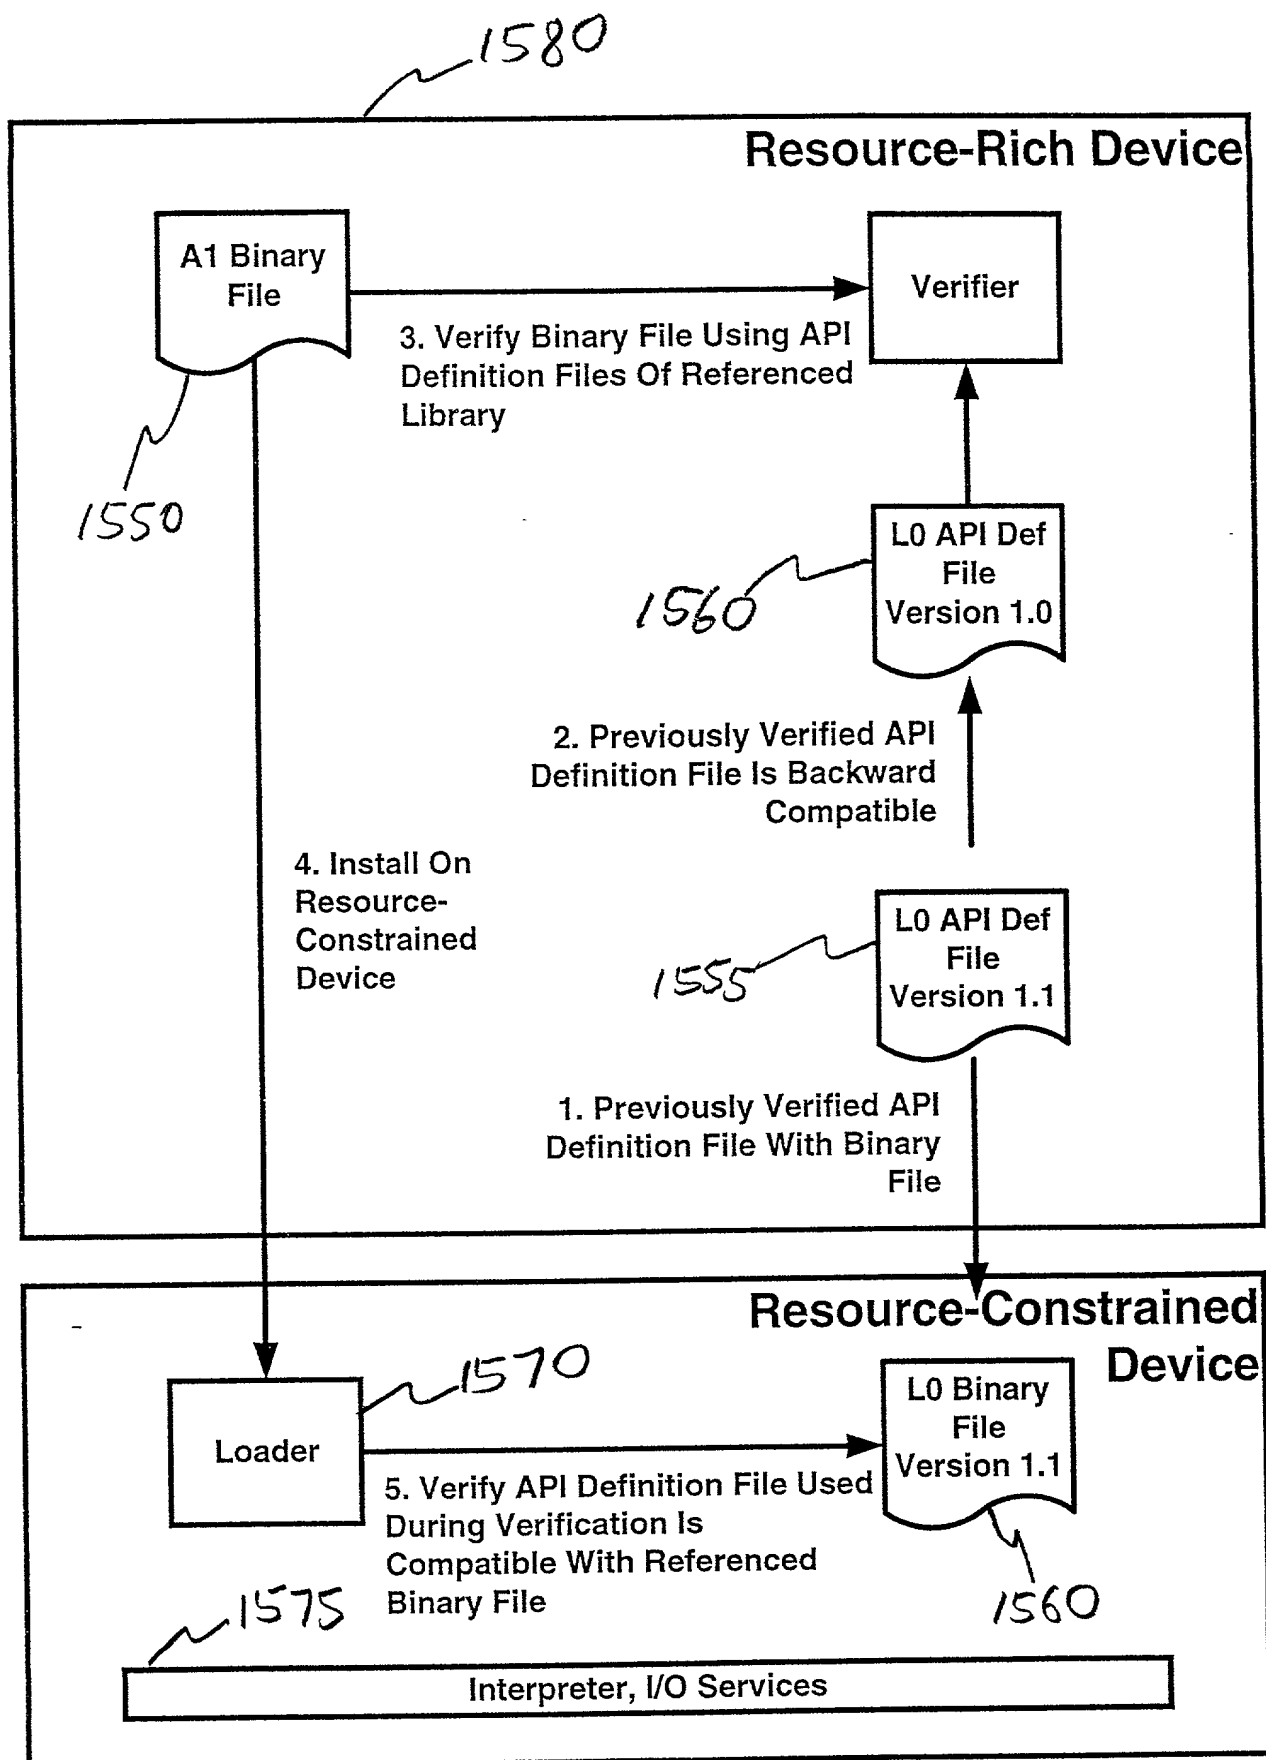 1580
Resource-Rich Device
A1 Binary
File
Verifier
3. Verify Binary File Using API
Definition Files Of Referenced
Library
1550
L0 API Def
File
Version 1.0
1560
2. Previously Verified API
Definition File Is Backward
Compatible
4. Install On
Resource-
Constrained
Device
L0 API Def
File
Version 1.1
1555
1. Previously Verified API
Definition File With Binary
File
Resource-Constrained
Device
1570
Loader
L0 Binary
File
Version 1.1
5. Verify API Definition File Used
During Verification Is
Compatible With Referenced
Binary File
1575
1560
Interpreter, I/O Services